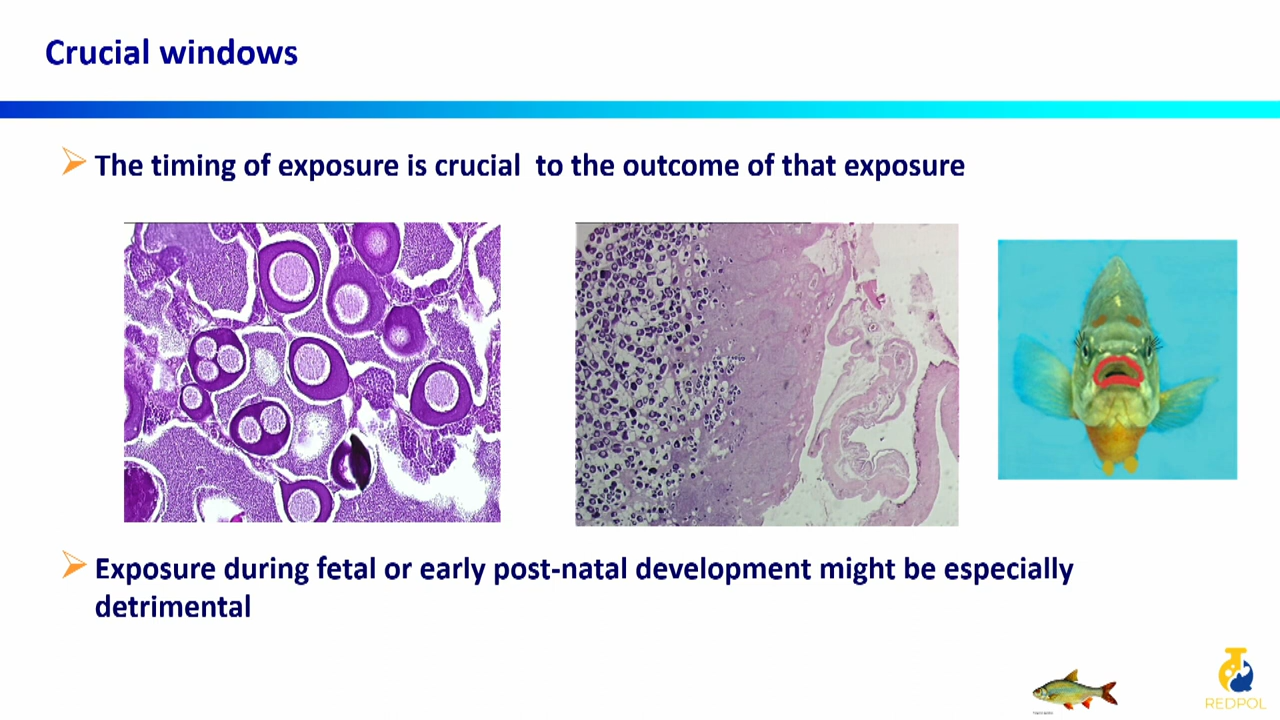 Crucial windows
The timing of exposure is crucial to the outcome of that exposure
Exposure during fetal or early post-natal development might be especially
detrimental
REDPOL